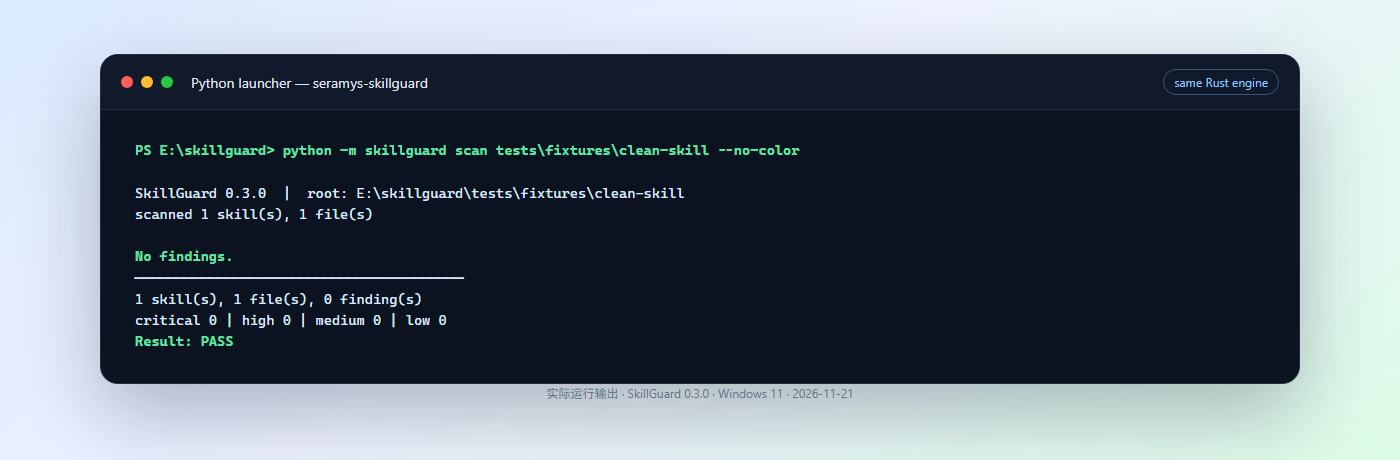 Python launcher — seramys-skillguard
same Rust engine
PS E:\skillguard> python -m skillguard scan tests\fixtures\clean-skill --no-color
SkillGuard 0.3.0 | root: E:\skillguard\tests\fixtures\clean-skill
scanned 1 skill(s), 1 file(s)
No findings.
1 skill(s), 1 file(s), 0 finding(s)
critical 0 | high 0 | medium 0 | low 0
Result: PASS
实际运行输出 · SkillGuard 0.3.0 · Windows 11 · 2026-11-21